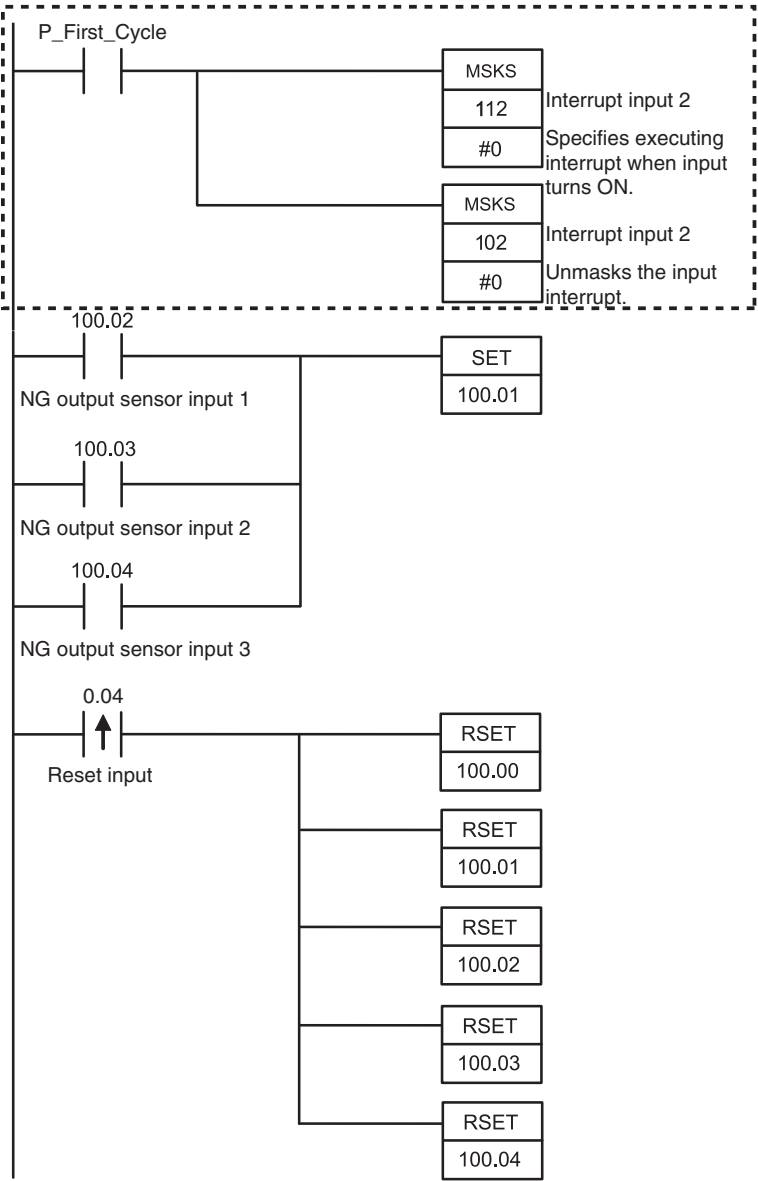 P_First_Cycle
MSKS
112
Interrupt input 2
#0
Specifies executing
interrupt when input
turns ON.
MSKS
102
Interrupt input 2
#0
Unmasks the input
interrupt.
100.02
SET
NG output sensor input 1
100.01
100.03
NG output sensor input 2
100.04
NG output sensor input 3
0.04
RSET
Reset input
100.00
RSET
100.01
RSET
100.02
RSET
100.03
RSET
100.04